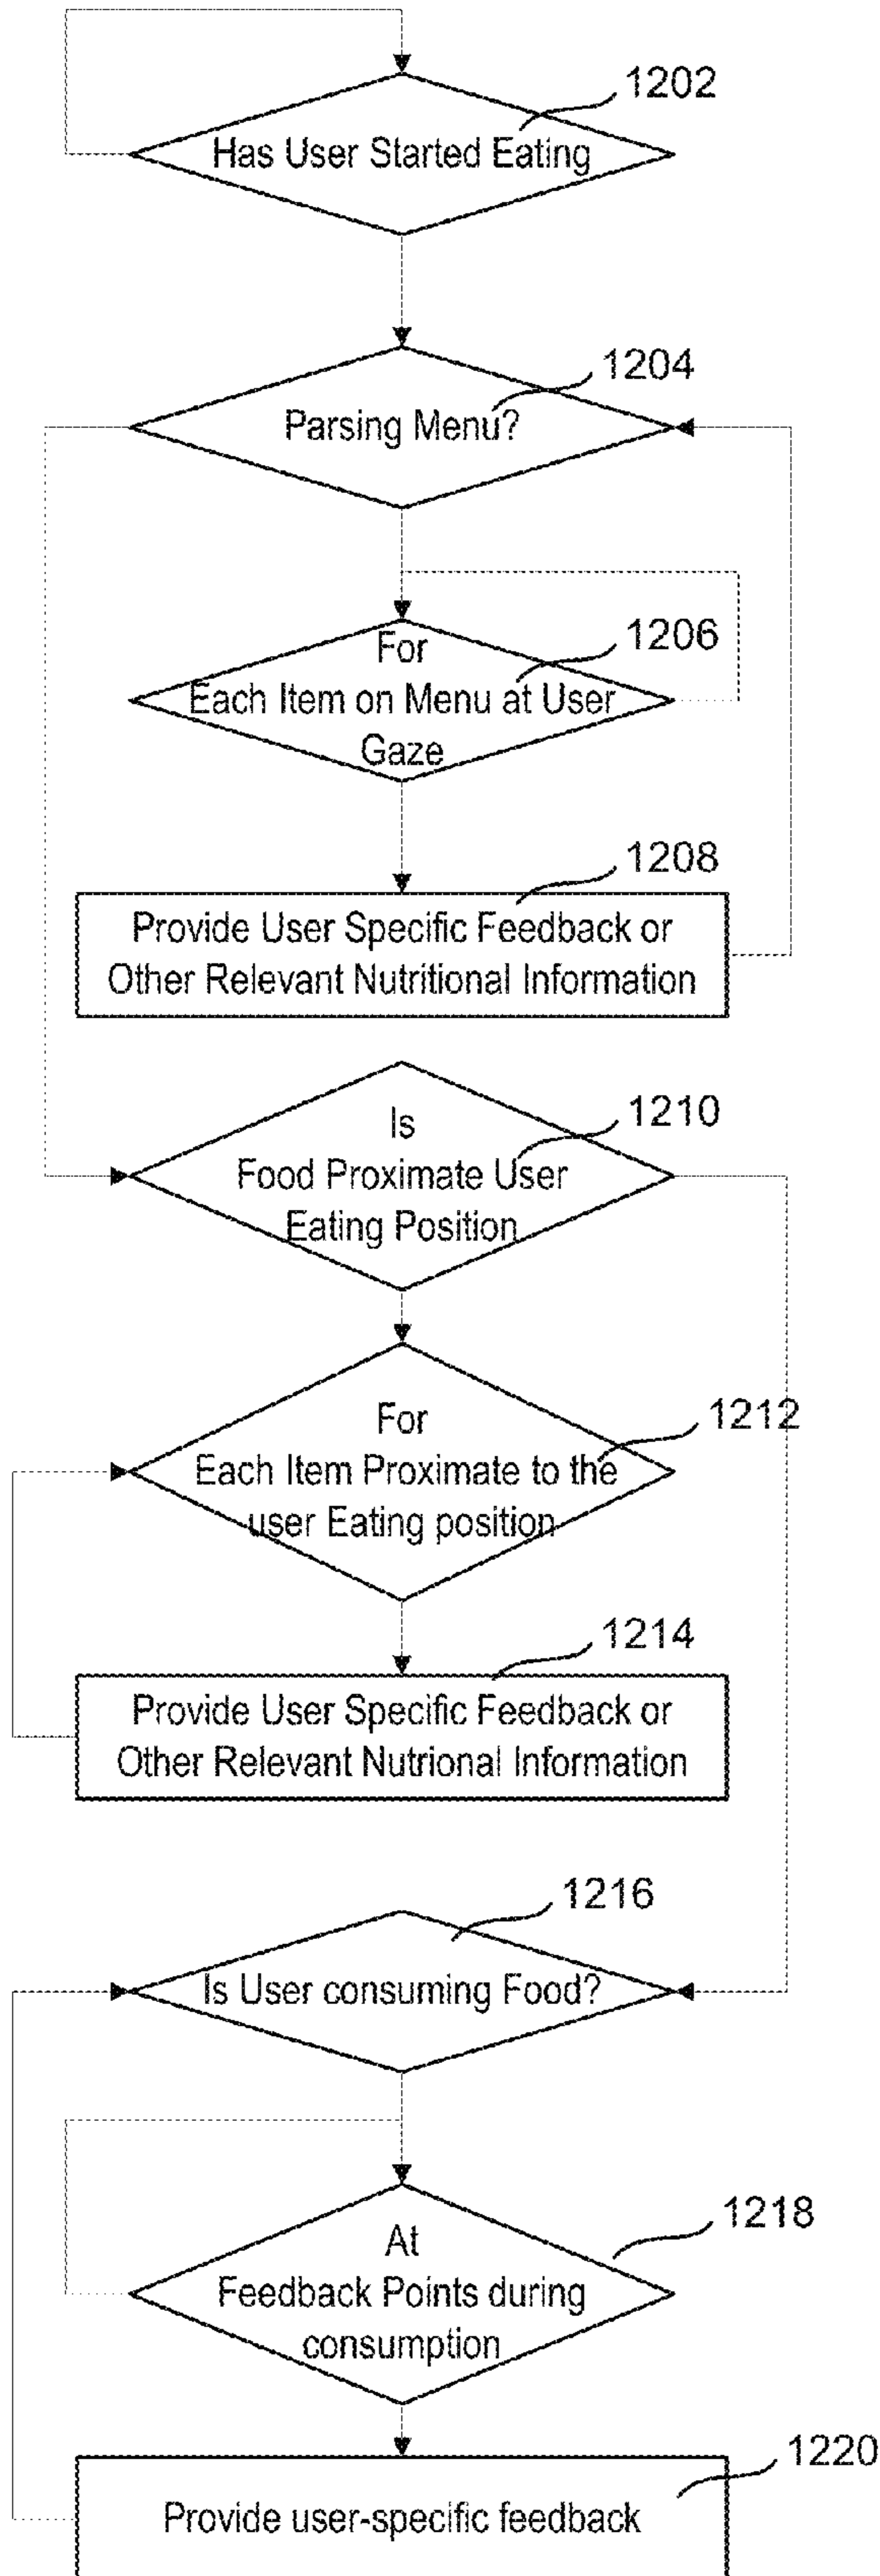 1202
Has User Started Eating
1204
Parsing Menu?
1206
For
Each Item on Menu at User
Gaze
1208
Provide User Specific Feedback or
Other Relevant Nutritional Information
1210
Is
Food Proximate User
Eating Position
1212
For
Each Item Proximate to the
user Eating position
1214
Provide User Specific Feedback or
Other Relevant Nutrional Information
1216
Is User consuming Food?
1218
At
Feedback Points during
consumption
1220
Provide user-specific feedback